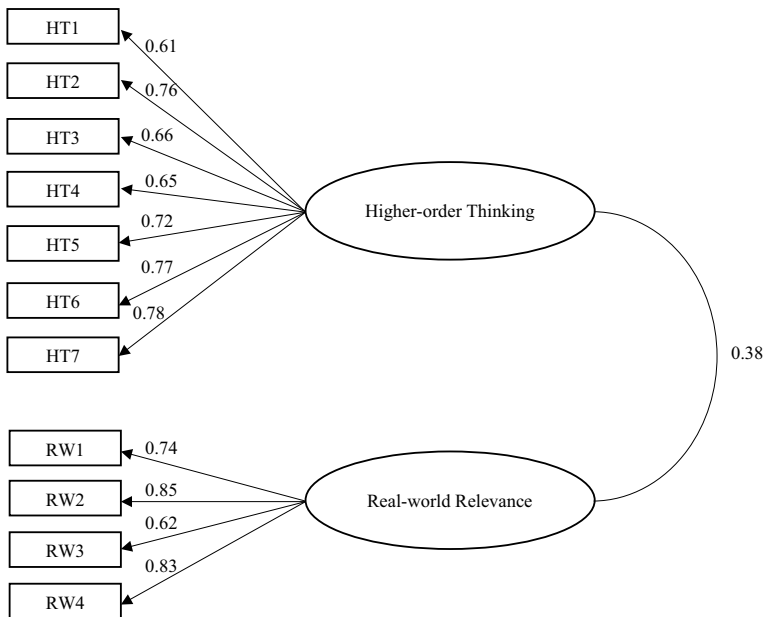 HT1
0.61
HT2
0.76
HT3
0.66
HT4
0.65
HT5
0.72
HT6
0.77
HT7
0.78
Higher-order Thinking
0.38
RW1
0.74
RW2
0.85
RW3
0.62
RW4
0.83
Real-world Relevance